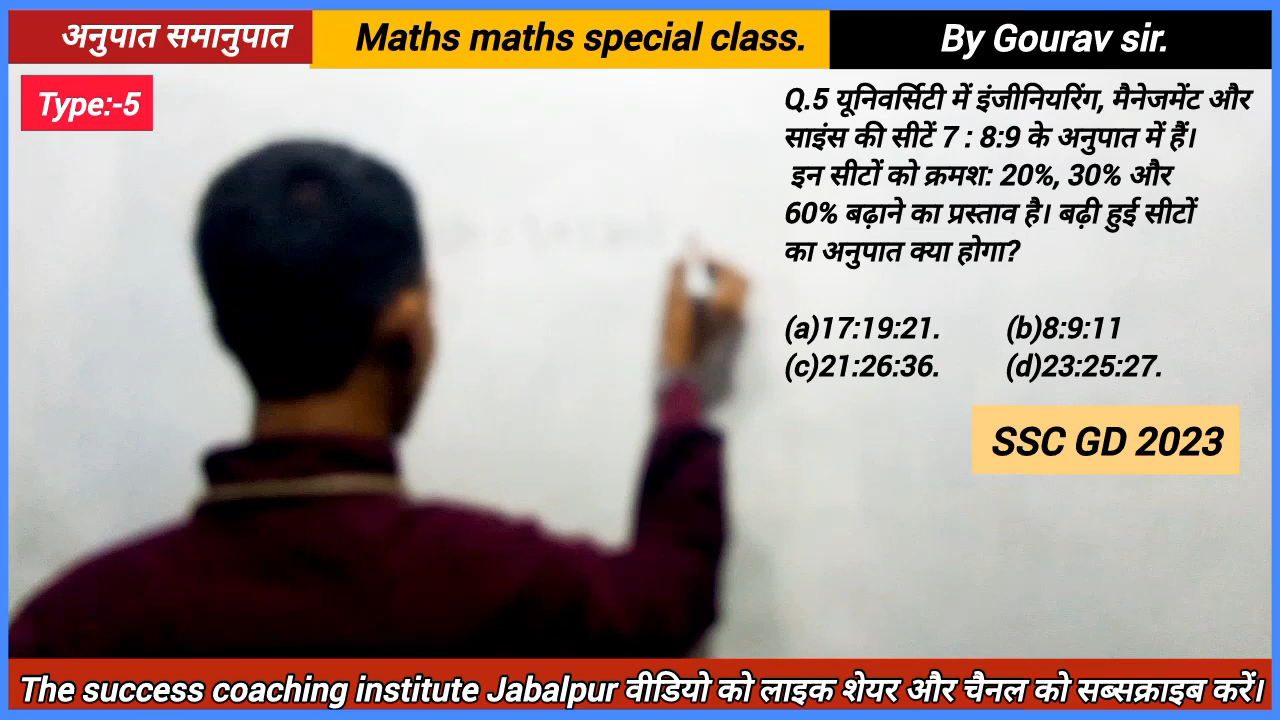 अनुपात समानुपात
Maths maths special class.
By Gourav sir.
Type:-5
Q.5 यूनिवर्सिटी में इंजीनियरिंग, मैनेजमेंट और
साइंस की सीटें 7 : 8:9 के अनुपात में हैं।
इन सीटों को क्रमश: 20%, 30% और
60% बढ़ाने का प्रस्ताव है। बढ़ी हुई सीटों
का अनुपात क्या होगा?
(a)17:19:21. (b)8:9:11
(c)21:26:36. (d)23:25:27.
SSC GD 2023
The success coaching institute Jabalpur वीडियो को लाइक शेयर और चैनल को सब्सक्राइब करें।